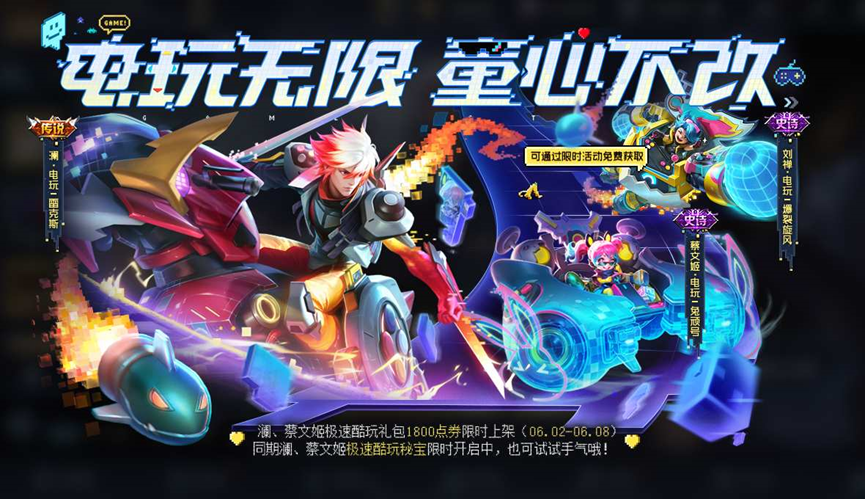 GAME!
电玩无限 童心不改
传说
澜·电玩-雷克斯
可通过限时活动免费获取
史诗
刘禅·电玩-爆裂旋风
史诗
蔡文姬·电玩-兔顽号
澜、蔡文姬极速酷玩礼包1800点券限时上架（06.02-06.08）
同期澜、蔡文姬极速酷玩秘宝限时开启中，也可试试手气哦！